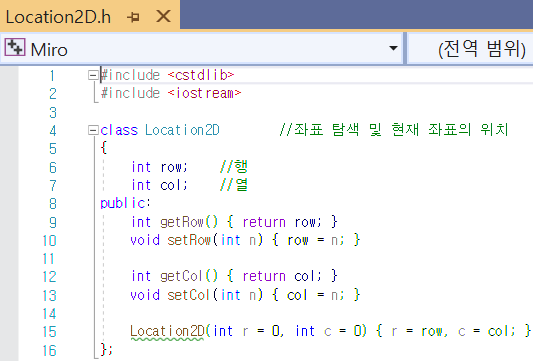 Location2D.h
Miro (전역 범위)
1 #include <cstdlib>
2 #include <iostream>
3
4 class Location2D //좌표 탐색 및 현재 좌표의 위치
5 {
6 int row; //행
7 int col; //열
8 public:
9 int getRow() { return row; }
10 void setRow(int n) { row = n; }
11
12 int getCol() { return col; }
13 void setCol(int n) { col = n; }
14
15 Location2D(int r = 0, int c = 0) { r = row, c = col; }
16 };